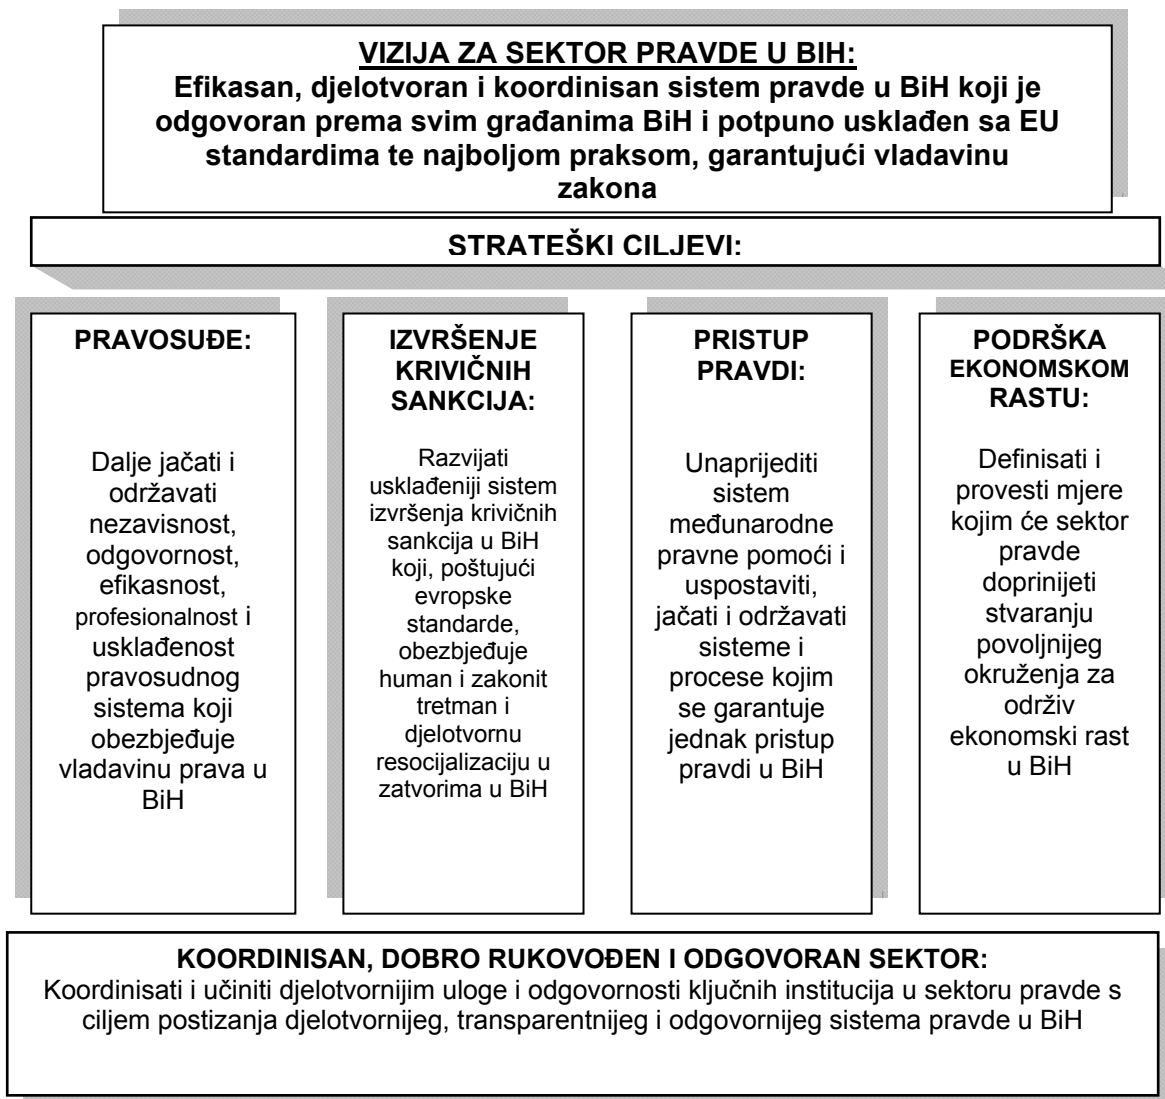 VIZIJA ZA SEKTOR PRAVDE U BIH:
Efikasan, djelotvoran i koordinisan sistem pravde u BiH koji je
odgovoran prema svim građanima BiH i potpuno usklađen sa EU
standardima te najboljom praksom, garantujući vladavinu
zakona
STRATEŠKI CILJEVI:
PRAVOSUĐE:
Dalje jačati i
održavati
nezavisnost,
odgovornost,
efikasnost,
profesionalnost i
usklađenost
pravosudnog
sistema koji
obezbjeđuje
vladavinu prava u
BiH
IZVRŠENJE
KRIVIČNIH
SANKCIJA:
Razvijati
usklađeniji sistem
izvršenja krivičnih
sankcija u BiH
koji, poštujući
evropske
standarde,
obezbjeđuje
human i zakonit
tretman i
djelotvornu
resocijalizaciju u
zatvorima u BiH
PRISTUP
PRAVDI:
Unaprijediti
sistem
međunarodne
pravne pomoći i
uspostaviti,
jačati i održavati
sisteme i
procese kojim
se garantuje
jednak pristup
pravdi u BiH
PODRŠKA
EKONOMSKOM
RASTU:
Definisati i
provesti mjere
kojim će sektor
pravde
doprinijeti
stvaranju
povoljnijeg
okruženja za
održiv
ekonomski rast
u BiH
KOORDINISAN, DOBRO RUKOVOĐEN I ODGOVORAN SEKTOR:
Koordinisati i učiniti djelotvornijim uloge i odgovornosti ključnih institucija u sektoru pravde s
ciljem postizanja djelotvornijeg, transparentnijeg i odgovornijeg sistema pravde u BiH